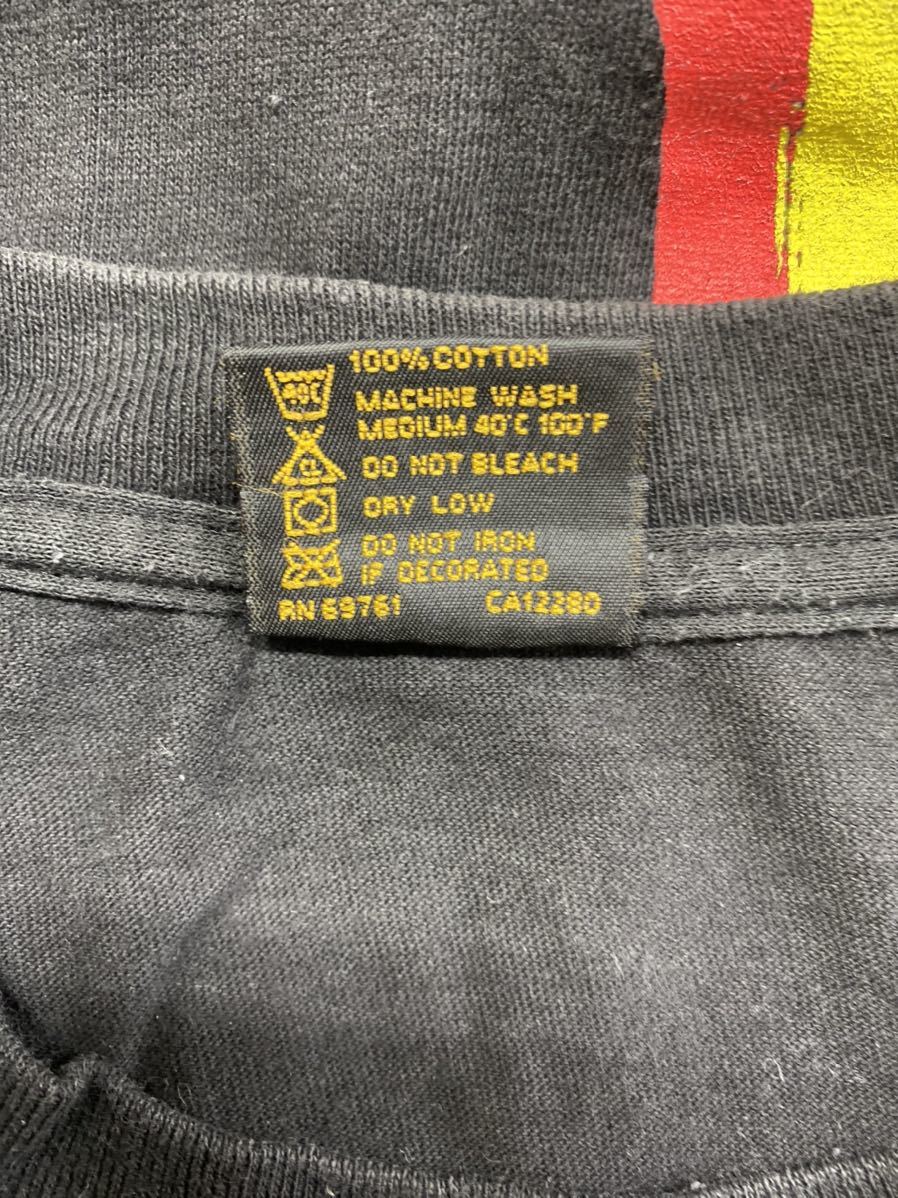 100% COTTON
40C
MACHINE WASH
MEDIUM 40°C 100°F
DO NOT BLEACH
DRY LOW
DO NOT IRON
IF DECORATED
RN 69761 CA12280